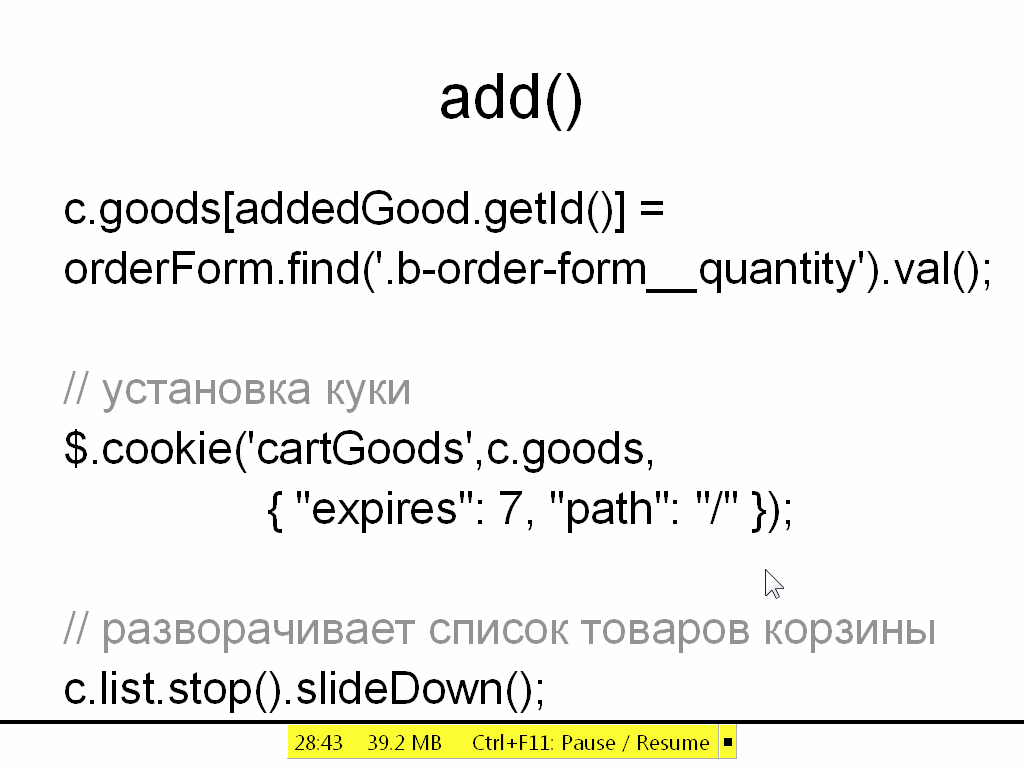 add()
c.goods[addedGood.getId()] =
orderForm.find('.b-order-form__quantity').val();
// установка куки
$.cookie('cartGoods',c.goods,
{ "expires": 7, "path": "/" });
// разворачивает список товаров корзины
c.list.stop().slideDown();
28:43 39.2 MB Ctrl+F11: Pause / Resume